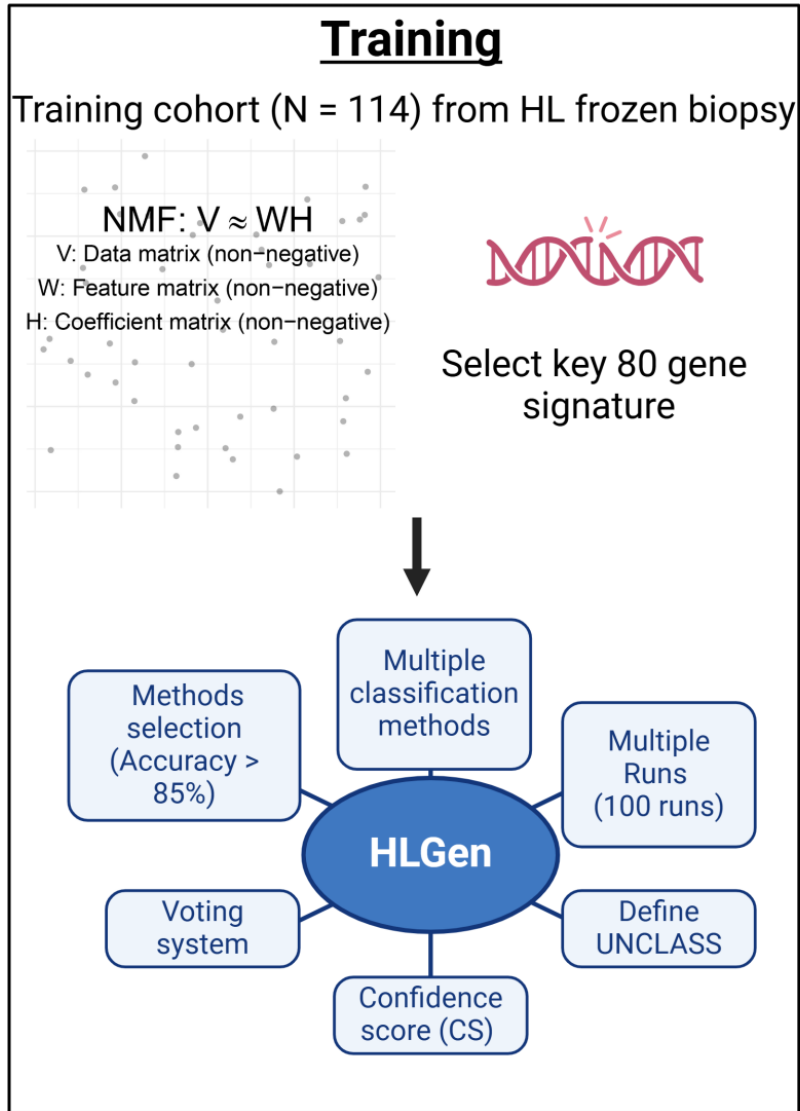 Training
Training cohort (N = 114) from HL frozen biopsy
NMF: V ≈ WH
V: Data matrix (non−negative)
W: Feature matrix (non−negative)
H: Coefficient matrix (non−negative)
Select key 80 gene
signature
Multiple
classification
methods
Methods
selection
(Accuracy >
85%)
Multiple
Runs
(100 runs)
HLGen
Voting
system
Define
UNCLASS
Confidence
score (CS)